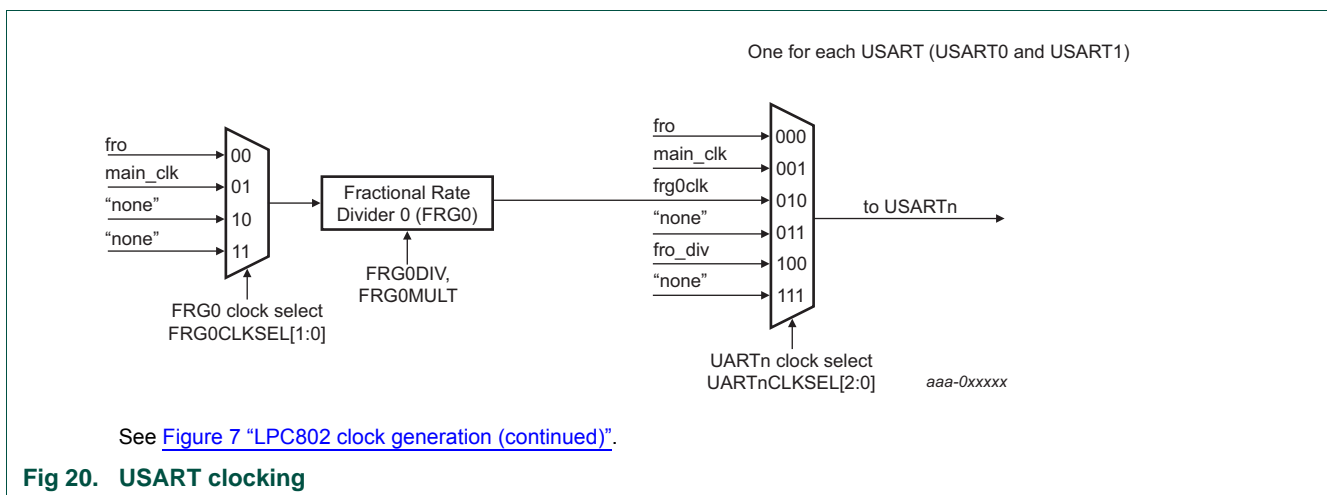 One for each USART (USART0 and USART1)
fro
main_clk
“none”
“none”
00
01
10
11
FRG0 clock select
FRG0CLKSEL[1:0]
Fractional Rate
Divider 0 (FRG0)
FRG0DIV,
FRG0MULT
fro
main_clk
frg0clk
“none”
fro_div
“none”
000
001
010
011
100
111
to USARTn
UARTn clock select
UARTnCLKSEL[2:0]
aaa-0xxxxx
See Figure 7 “LPC802 clock generation (continued)”.
Fig 20. USART clocking